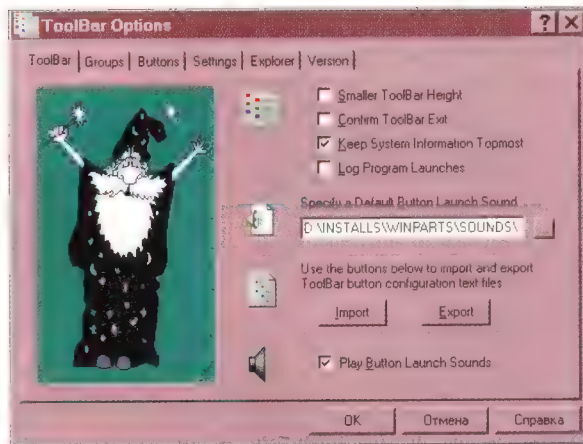 ToolBar Options
ToolBar Groups Buttons Settings Explorer Version
Smaller ToolBar Height
Confirm ToolBar Exit
Keep System Information Topmost
Log Program Launches
Specify a Default Button Launch Sound
D:\INSTALLS\WINPARTS\SOUNDS\
Use the buttons below to import and export
ToolBar button configuration text files
Import Export
Play Button Launch Sounds
OK Отмена Справка